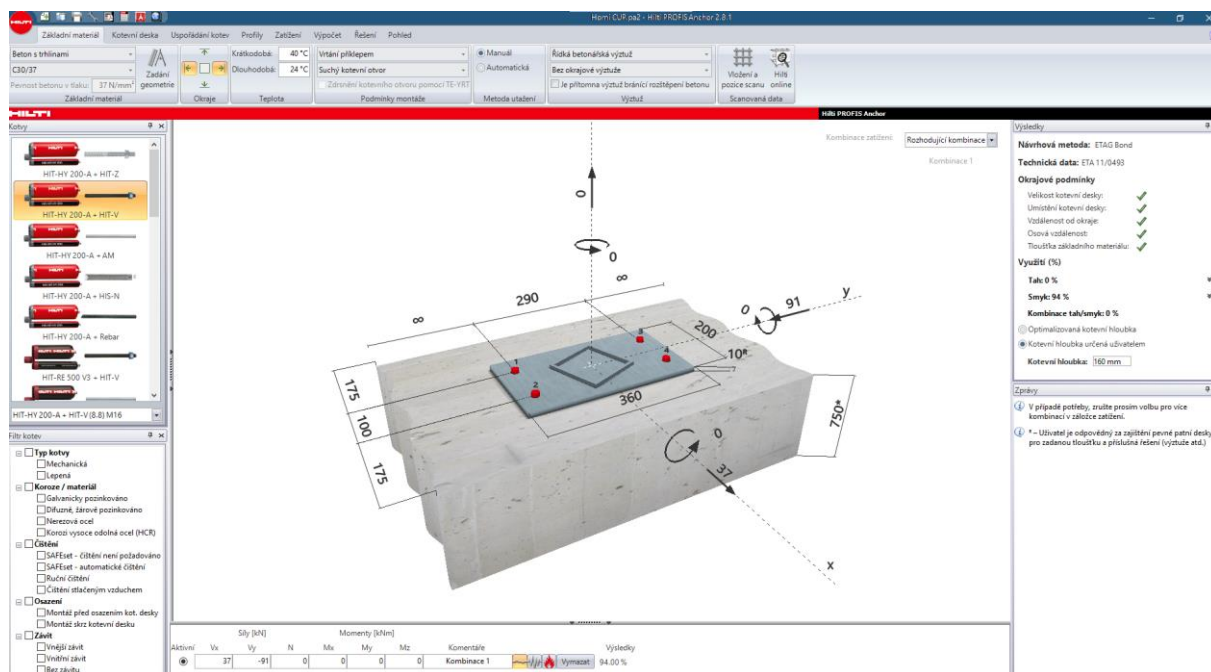 HILTI
Horni CUP.pa2 - Hilti PROFIS Anchor 2.8.1
Základní materiál Kotevní deska Uspořádání kotev Profily Zatížení Výpočet Řešení Pohled
Beton s trhlinami
C30/37
Pevnost betonu v tlaku: 37 N/mm²
Zadání geometrie
Základní materiál
Okraje
Krátkodobá: 40 °C
Dlouhodobá: 24 °C
Teplota
Vrtání příklepem
Suchý kotevní otvor
Zdrsnění kotevního otvoru pomocí TE-YRT
Podmínky montáže
Manuál
Automatická
Metoda utažení
Řídká betonářská výztuž
Bez okrajové výztuže
Je přítomna výztuž bránící rozštěpení betonu
Výztuž
Vložení a pozice scanu
Hilti online
Scanovaná data
HILTI
Hilti PROFIS Anchor
Kotvy
HIT-HY 200-A + HIT-Z
HIT-HY 200-A + HIT-V
HIT-HY 200-A + AM
HIT-HY 200-A + HIS-N
HIT-HY 200-A + Rebar
HIT-RE 500 V3 + HIT-V
HIT-HY 200-A + HIT-V (8.8) M16
Filtr kotev
Typ kotvy
Mechanická
Lepená
Koroze / materiál
Galvanicky pozinkováno
Difuzně, žárově pozinkováno
Nerezová ocel
Korozi vysoce odolná ocel (HCR)
Čištění
SAFEset - čištění není požadováno
SAFEset - automatické čištění
Ruční čištění
Čištění stlačeným vzduchem
Osazení
Montáž před osazením kot. desky
Montáž skrz kotevní desku
Závit
Vnější závit
Vnitřní závit
Bez závitu
Kombinace zatížení: Rozhodující kombinace
Kombinace 1
0
0
∞
290
∞
0
91
y
200
10*
1
2
3
4
360
175
100
175
750*
0
37
x
Síly [kN] Momenty [kNm]
Aktivní Vx Vy N Mx My Mz Komentáře Výsledky
37 -91 0 0 0 0 Kombinace 1 Vymazat 94.00 %
Výsledky
Návrhová metoda: ETAG Bond
Technická data: ETA 11/0493
Okrajové podmínky
Velikost kotevní desky:
Umístění kotevní desky:
Vzdálenost od okraje:
Osová vzdálenost:
Tloušťka základního materiálu:
Využití (%)
Tah: 0 %
Smyk: 94 %
Kombinace tah/smyk: 0 %
Optimalizovaná kotevní hloubka
Kotevní hloubka určená uživatelem
Kotevní hloubka: 160 mm
Zprávy
V případě potřeby, zrušte prosím volbu pro více
kombinací v záložce zatížení.
* - Uživatel je odpovědný za zajištění pevné patní desky
pro zadanou tloušťku a příslušná řešení (výztuže atd.)